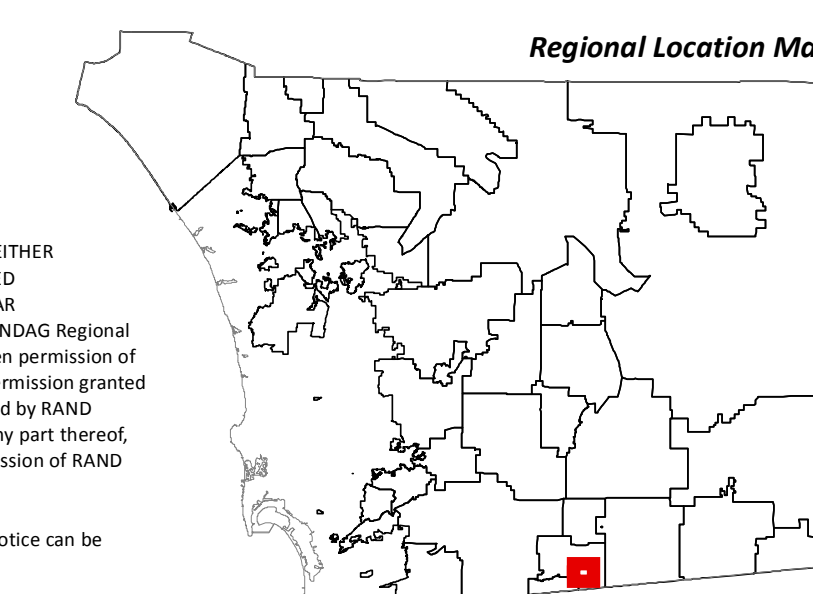 Regional Location Ma
EITHER
ED
AR
NDAG Regional
en permission of
ermission granted
d by RAND
ny part thereof,
ssion of RAND
otice can be